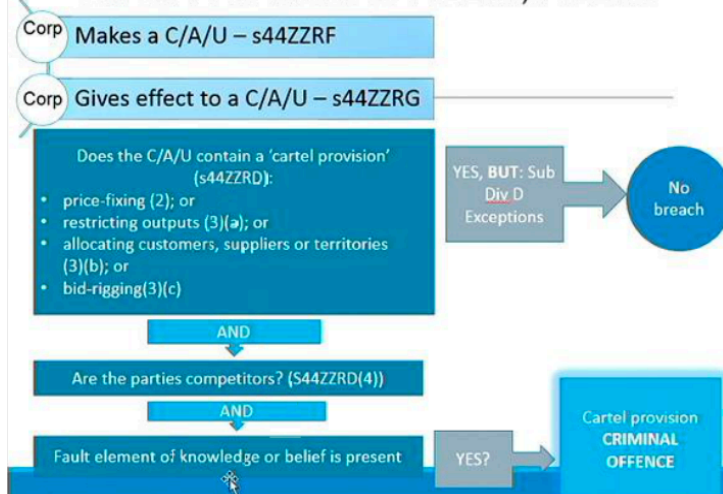 Corp Makes a C/A/U – s44ZZRF
Corp Gives effect to a C/A/U – s44ZZRG
Does the C/A/U contain a 'cartel provision'
(s44ZZRD):
• price-fixing (2); or
• restricting outputs (3)(a); or
• allocating customers, suppliers or territories
(3)(b); or
• bid-rigging(3)(c)
YES, BUT: Sub
Div D
Exceptions
No
breach
AND
Are the parties competitors? (S44ZZRD(4))
AND
Fault element of knowledge or belief is present
YES?
Cartel provision
CRIMINAL
OFFENCE